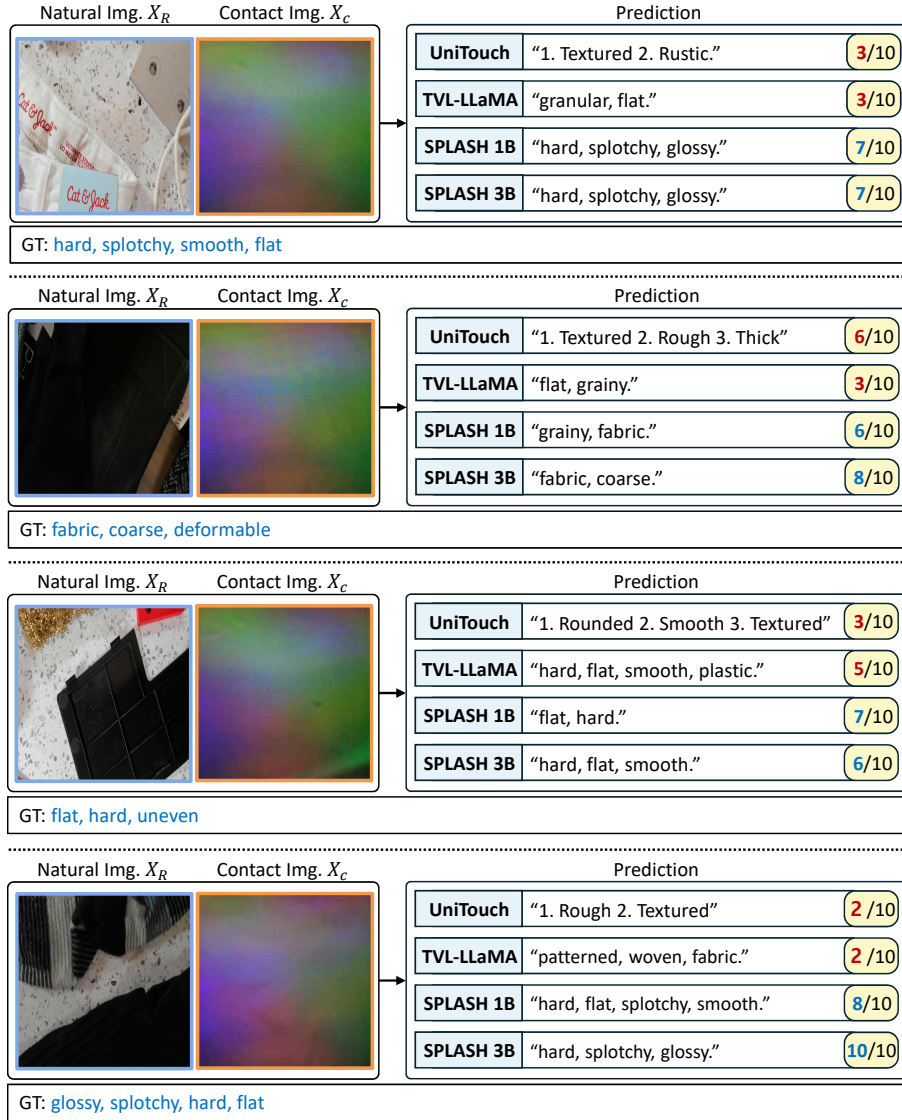 Natural Img. X_R Contact Img. X_c Prediction
Cat & Jack
Cat & Jack
UniTouch "1. Textured 2. Rustic." 3/10
TVL-LLaMA "granular, flat." 3/10
SPLASH 1B "hard, splotchy, glossy." 7/10
SPLASH 3B "hard, splotchy, glossy." 7/10
GT: hard, splotchy, smooth, flat
Natural Img. X_R Contact Img. X_c Prediction
UniTouch "1. Textured 2. Rough 3. Thick" 6/10
TVL-LLaMA "flat, grainy." 3/10
SPLASH 1B "grainy, fabric." 6/10
SPLASH 3B "fabric, coarse." 8/10
GT: fabric, coarse, deformable
Natural Img. X_R Contact Img. X_c Prediction
UniTouch "1. Rounded 2. Smooth 3. Textured" 3/10
TVL-LLaMA "hard, flat, smooth, plastic." 5/10
SPLASH 1B "flat, hard." 7/10
SPLASH 3B "hard, flat, smooth." 6/10
GT: flat, hard, uneven
Natural Img. X_R Contact Img. X_c Prediction
UniTouch "1. Rough 2. Textured" 2/10
TVL-LLaMA "patterned, woven, fabric." 2/10
SPLASH 1B "hard, flat, splotchy, smooth." 8/10
SPLASH 3B "hard, splotchy, glossy." 10/10
GT: glossy, splotchy, hard, flat